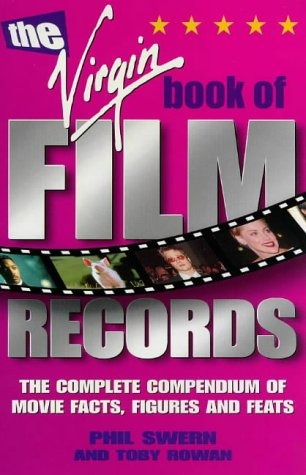 the
Virgin
book of
FILM
RECORDS
THE COMPLETE COMPENDIUM OF
MOVIE FACTS, FIGURES AND FEATS
PHIL SWERN
AND TOBY ROWAN